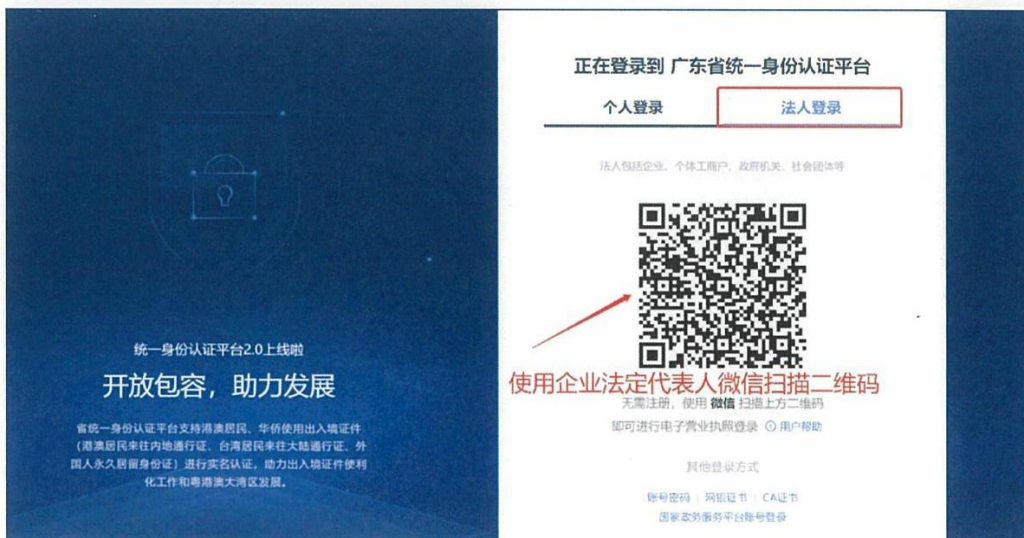 统一身份认证平台2.0上线啦
开放包容，助力发展
省统一身份认证平台支持港澳居民、华侨使用出入境证件
（港澳居民来往内地通行证、台湾居民来往大陆通行证、外
国人永久居留身份证）进行实名认证，助力出入境证件便利
化工作和粤港澳大湾区发展。
正在登录到 广东省统一身份认证平台
个人登录
法人登录
法人包括企业、个体工商户、政府机关、社会团体等
使用企业法定代表人微信扫描二维码
无需注册，使用 微信 扫描上方二维码
即可进行电子营业执照登录 用户帮助
其他登录方式
账号密码 | 网银证书 | CA证书
国家政务服务平台账号登录